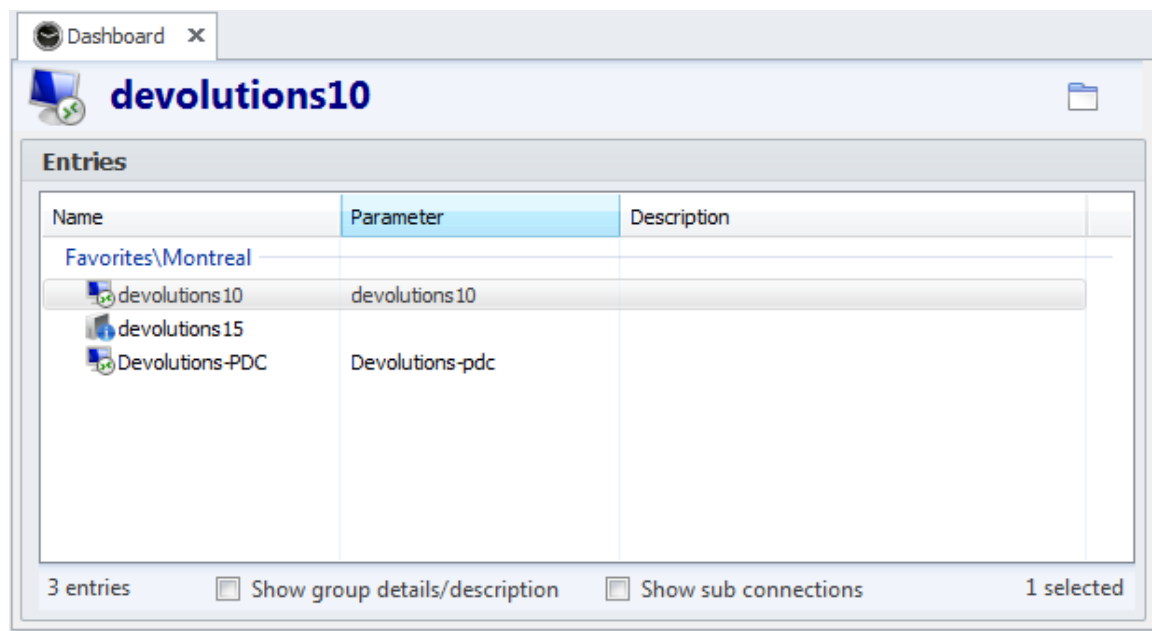 Dashboard
devolutions10
Entries
Name Parameter Description
Favorites\Montreal
devolutions10 devolutions10
devolutions15
Devolutions-PDC Devolutions-pdc
3 entries Show group details/description Show sub connections 1 selected